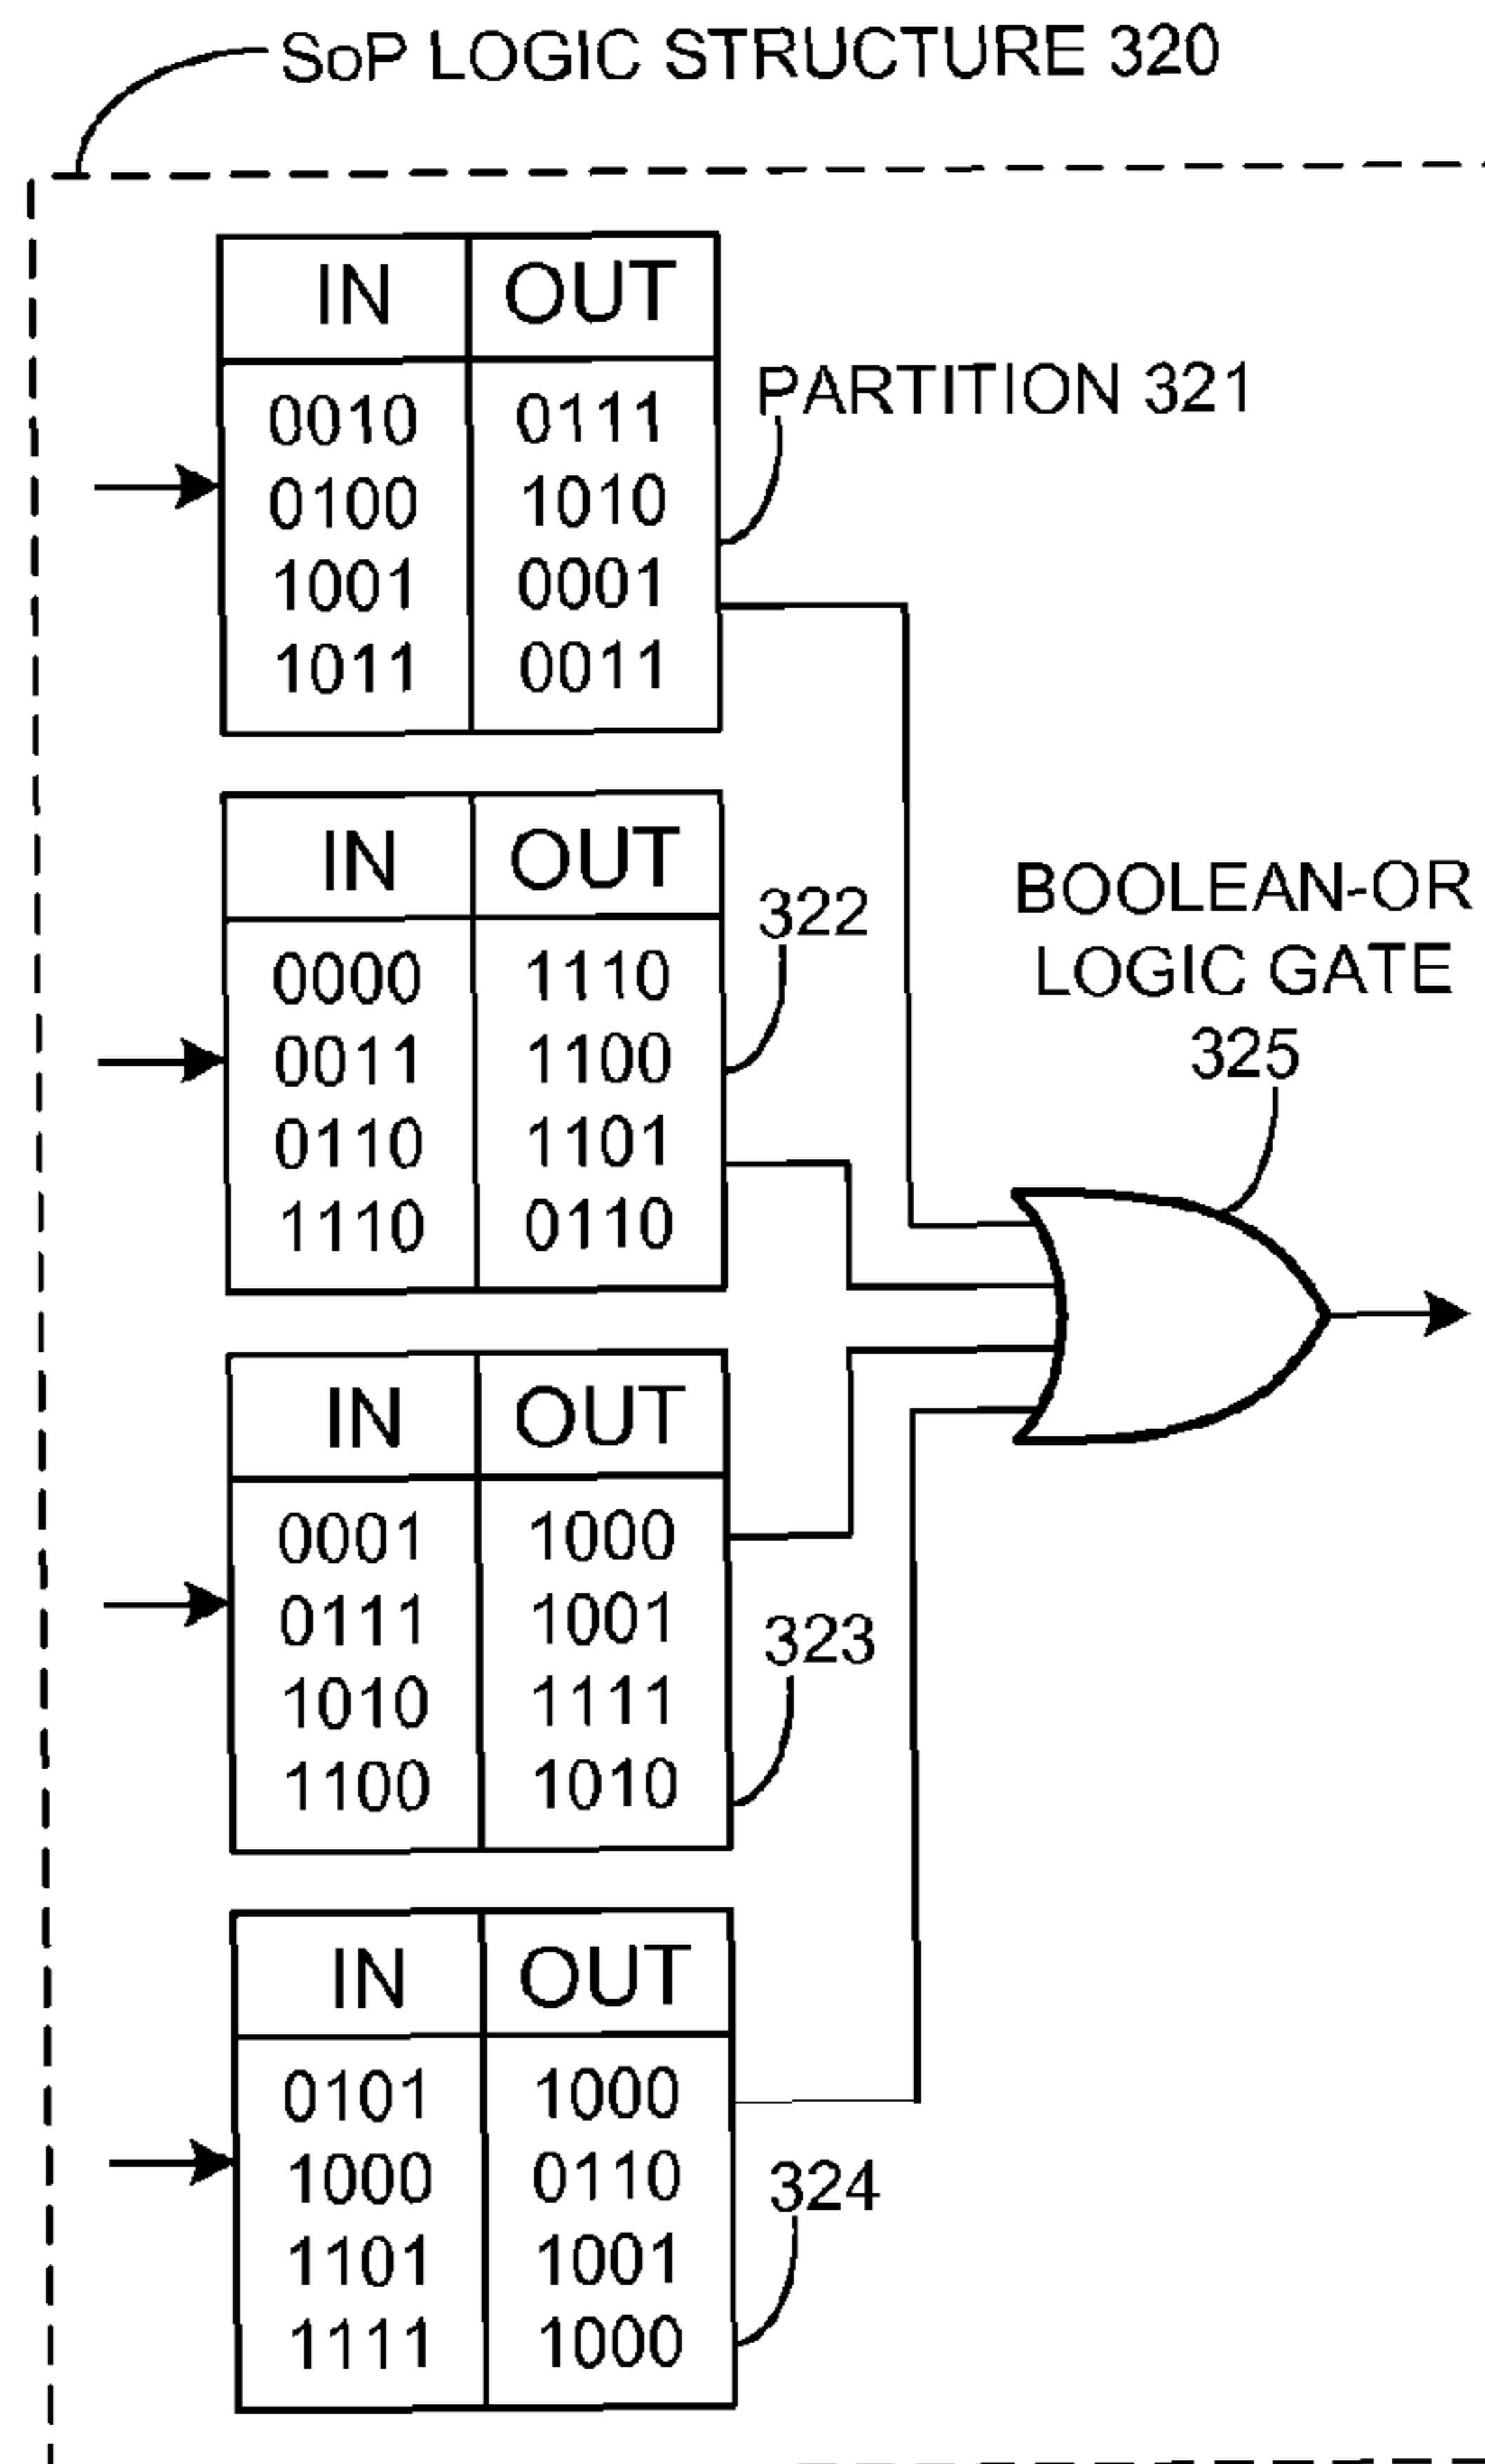 SoP LOGIC STRUCTURE 320
IN OUT
0010 0111
0100 1010
1001 0001
1011 0011
PARTITION 321
IN OUT
0000 1110
0011 1100
0110 1101
1110 0110
322
BOOLEAN-OR
LOGIC GATE
325
IN OUT
0001 1000
0111 1001
1010 1111
1100 1010
323
IN OUT
0101 1000
1000 0110
1101 1001
1111 1000
324